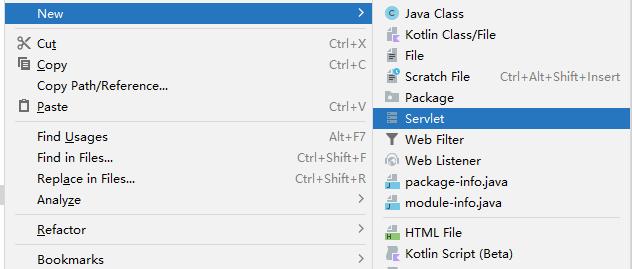 New
Cut Ctrl+X
Copy Ctrl+C
Copy Path/Reference...
Paste Ctrl+V
Find Usages Alt+F7
Find in Files... Ctrl+Shift+F
Replace in Files... Ctrl+Shift+R
Analyze
Refactor
Bookmarks
Java Class
Kotlin Class/File
File
Scratch File Ctrl+Alt+Shift+Insert
Package
Servlet
Web Filter
Web Listener
package-info.java
module-info.java
HTML File
Kotlin Script (Beta)